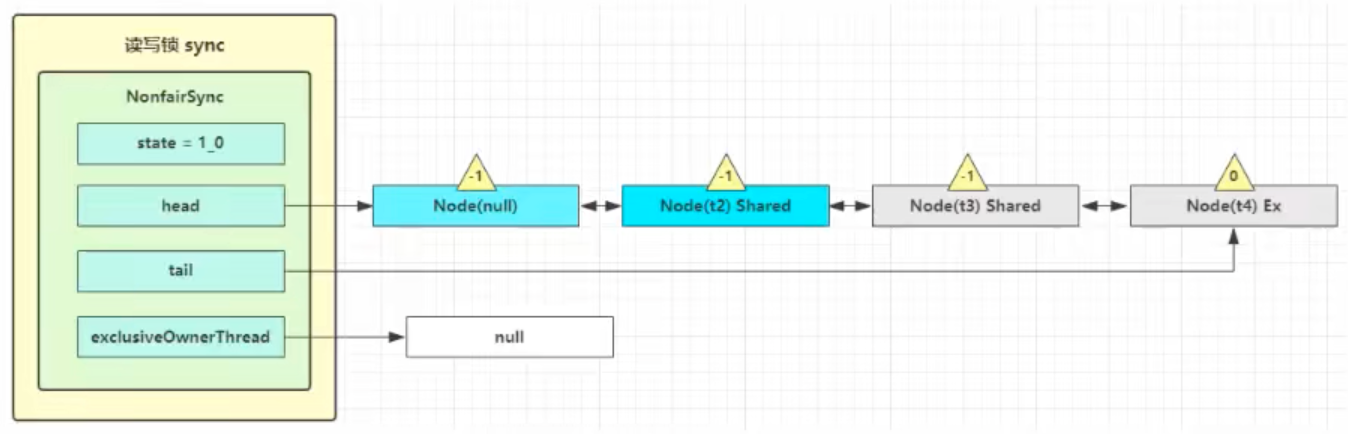 读写锁 sync
NonfairSync
state = 1_0
head
tail
exclusiveOwnerThread
-1
Node(null)
-1
Node(t2) Shared
-1
Node(t3) Shared
0
Node(t4) Ex
null